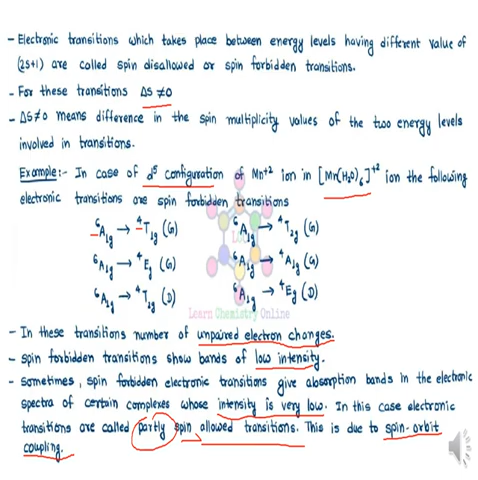 - Electronic transitions which takes place between energy levels having different value of
(2S+1) are called spin disallowed or spin forbidden transitions.
- For these transitions ΔS ≠ 0
- ΔS≠0 means difference in the spin multiplicity values of the two energy levels
involved in transitions.
Example:- In case of d⁵ configuration of Mn⁺² ion in [Mn(H₂O)₆]⁺² ion the following
electronic transitions are spin forbidden transitions
⁶A₁g → ⁴T₁g (G) ⁶A₁g → ⁴T₂g (G)
⁶A₁g → ⁴Eg (G) ⁶A₁g → ⁴A₁g (G)
⁶A₁g → ⁴T₂g (D) ⁶A₁g → ⁴Eg (D)
Learn Chemistry Online
- In these transitions number of unpaired electron changes.
- spin forbidden transitions show bands of low intensity.
- Sometimes, spin forbidden electronic transitions give absorption bands in the electronic
spectra of certain complexes whose intensity is very low. In this case electronic
transitions are called partly spin allowed transitions. This is due to spin-orbit
coupling.